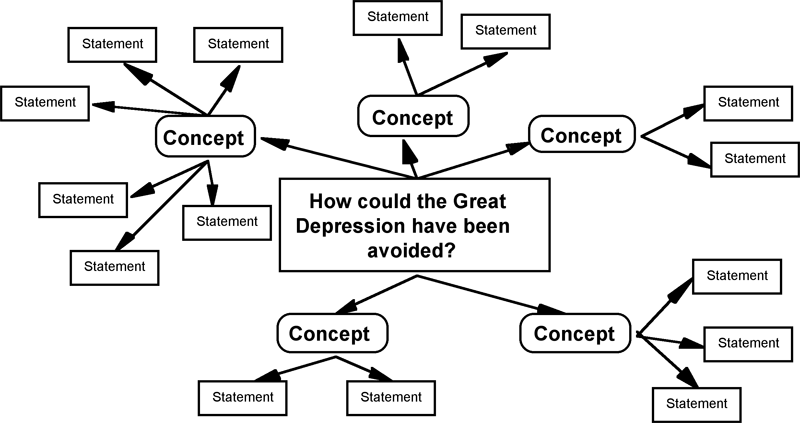 Statement
Statement
Statement
Statement
Statement
Statement
Concept
Concept
Concept
Statement
Statement
Statement
Statement
How could the Great
Depression have been
avoided?
Statement
Statement
Concept
Concept
Statement
Statement
Statement
Statement